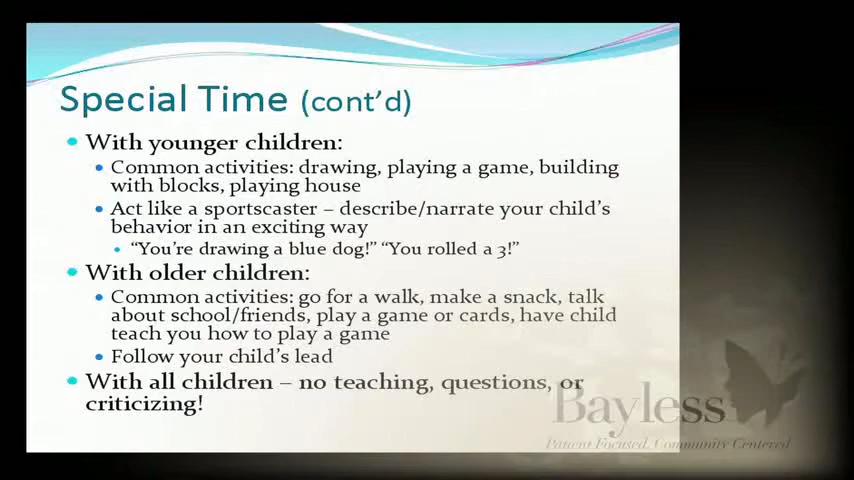 Special Time (cont’d)
With younger children:
Common activities: drawing, playing a game, building
with blocks, playing house
Act like a sportscaster – describe/narrate your child’s
behavior in an exciting way
“You’re drawing a blue dog!” “You rolled a 3!”
With older children:
Common activities: go for a walk, make a snack, talk
about school/friends, play a game or cards, have child
teach you how to play a game
Follow your child’s lead
With all children – no teaching, questions, or
criticizing!
Bayless
Patient Focused. Community Centered